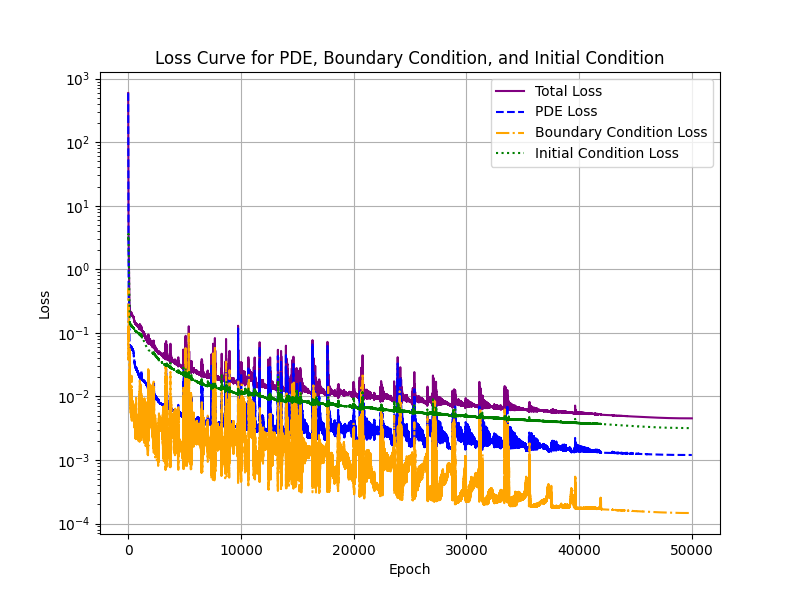 Loss Curve for PDE, Boundary Condition, and Initial Condition
Total Loss
PDE Loss
Boundary Condition Loss
Initial Condition Loss
10³
10²
10¹
10⁰
10⁻¹
10⁻²
10⁻³
10⁻⁴
Loss
0 10000 20000 30000 40000 50000
Epoch